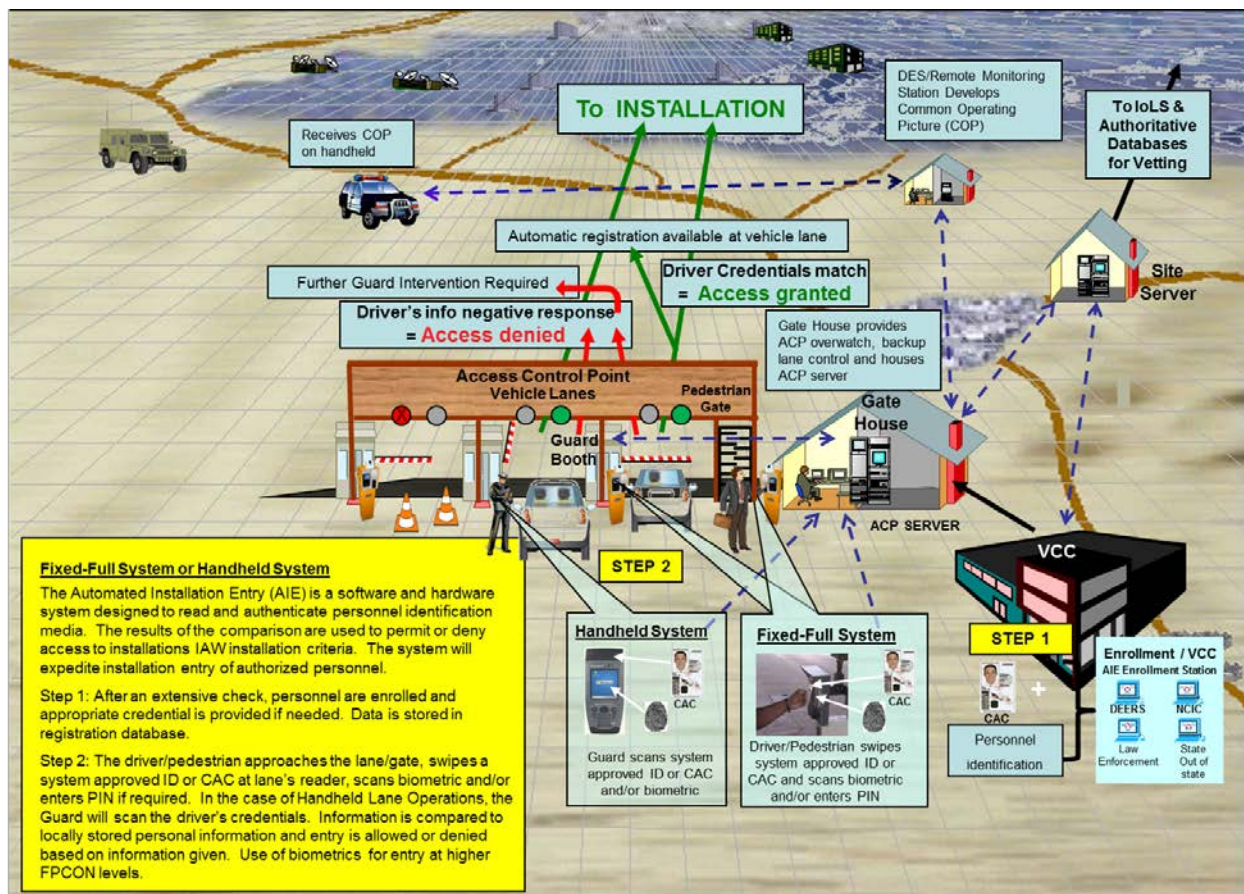 To INSTALLATION
DES/Remote Monitoring
Station Develops
Common Operating
Picture (COP)
To IoLS &
Authoritative
Databases
for Vetting
Receives COP
on handheld
Automatic registration available at vehicle lane
Further Guard Intervention Required
Driver Credentials match
= Access granted
Driver's info negative response
= Access denied
Site
Server
Gate House provides
ACP overwatch, backup
lane control and houses
ACP server
Access Control Point
Vehicle Lanes
Pedestrian
Gate
X
Guard
Booth
Gate
House
ACP SERVER
STEP 2
VCC
STEP 1
Fixed-Full System or Handheld System
The Automated Installation Entry (AIE) is a software and hardware
system designed to read and authenticate personnel identification
media. The results of the comparison are used to permit or deny
access to installations IAW installation criteria. The system will
expedite installation entry of authorized personnel.
Step 1: After an extensive check, personnel are enrolled and
appropriate credential is provided if needed. Data is stored in
registration database.
Step 2: The driver/pedestrian approaches the lane/gate, swipes a
system approved ID or CAC at lane's reader, scans biometric and/or
enters PIN if required. In the case of Handheld Lane Operations, the
Guard will scan the driver's credentials. Information is compared to
locally stored personal information and entry is allowed or denied
based on information given. Use of biometrics for entry at higher
FPCON levels.
Handheld System
CAC
Guard scans system
approved ID or CAC
and/or biometric
Fixed-Full System
CAC
Driver/Pedestrian swipes
system approved ID or
CAC and scans biometric
and/or enters PIN
CAC
+
Personnel
identification
Enrollment / VCC
AIE Enrollment Station
DEERS
NCIC
Law
Enforcement
State
Out of
state